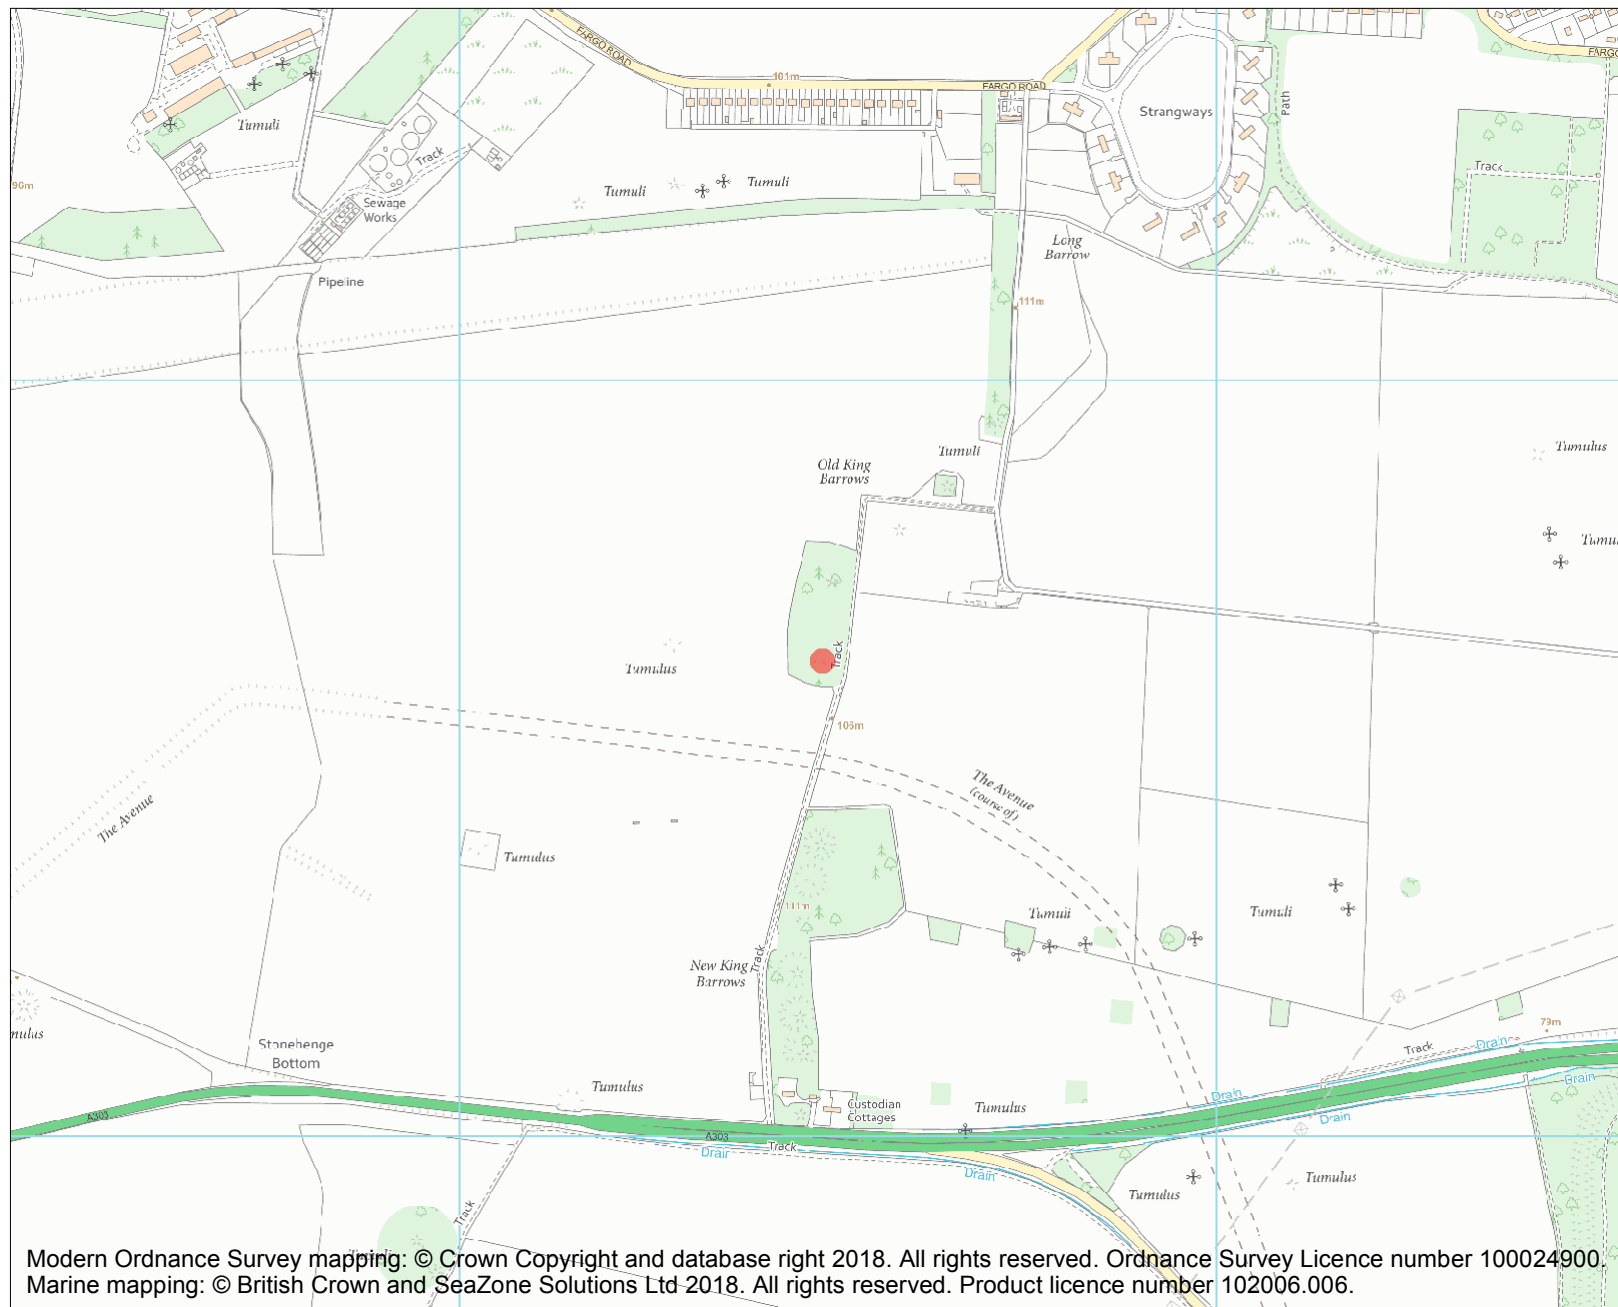 FARGO ROAD
101m
FARGO ROAD
FARGO
Strangways
Path
Tumuli
Track
Track
96m
Tumuli
Tumuli
Sewage
Works
Long
Barrow
Pipeline
111m
Tumuli
Tumulus
Old King
Barrows
Tumu
Track
Tumulus
106m
The Avenue
(course of)
The Avenue
Tumulus
111m
Tumuli
Tumuli
Track
New King
Barrows
79m
mulus
Stonehenge
Bottom
Track
Drain
Drain
Tumulus
Drain
Custodian
Cottages
Tumulus
A303
A303
Drain
Track
Drain
Drain
Tumulus
Tumulus
Track
Tumuli
Modern Ordnance Survey mapping: © Crown Copyright and database right 2018. All rights reserved. Ordnance Survey Licence number 100024900.
Marine mapping: © British Crown and SeaZone Solutions Ltd 2018. All rights reserved. Product licence number 102006.006.